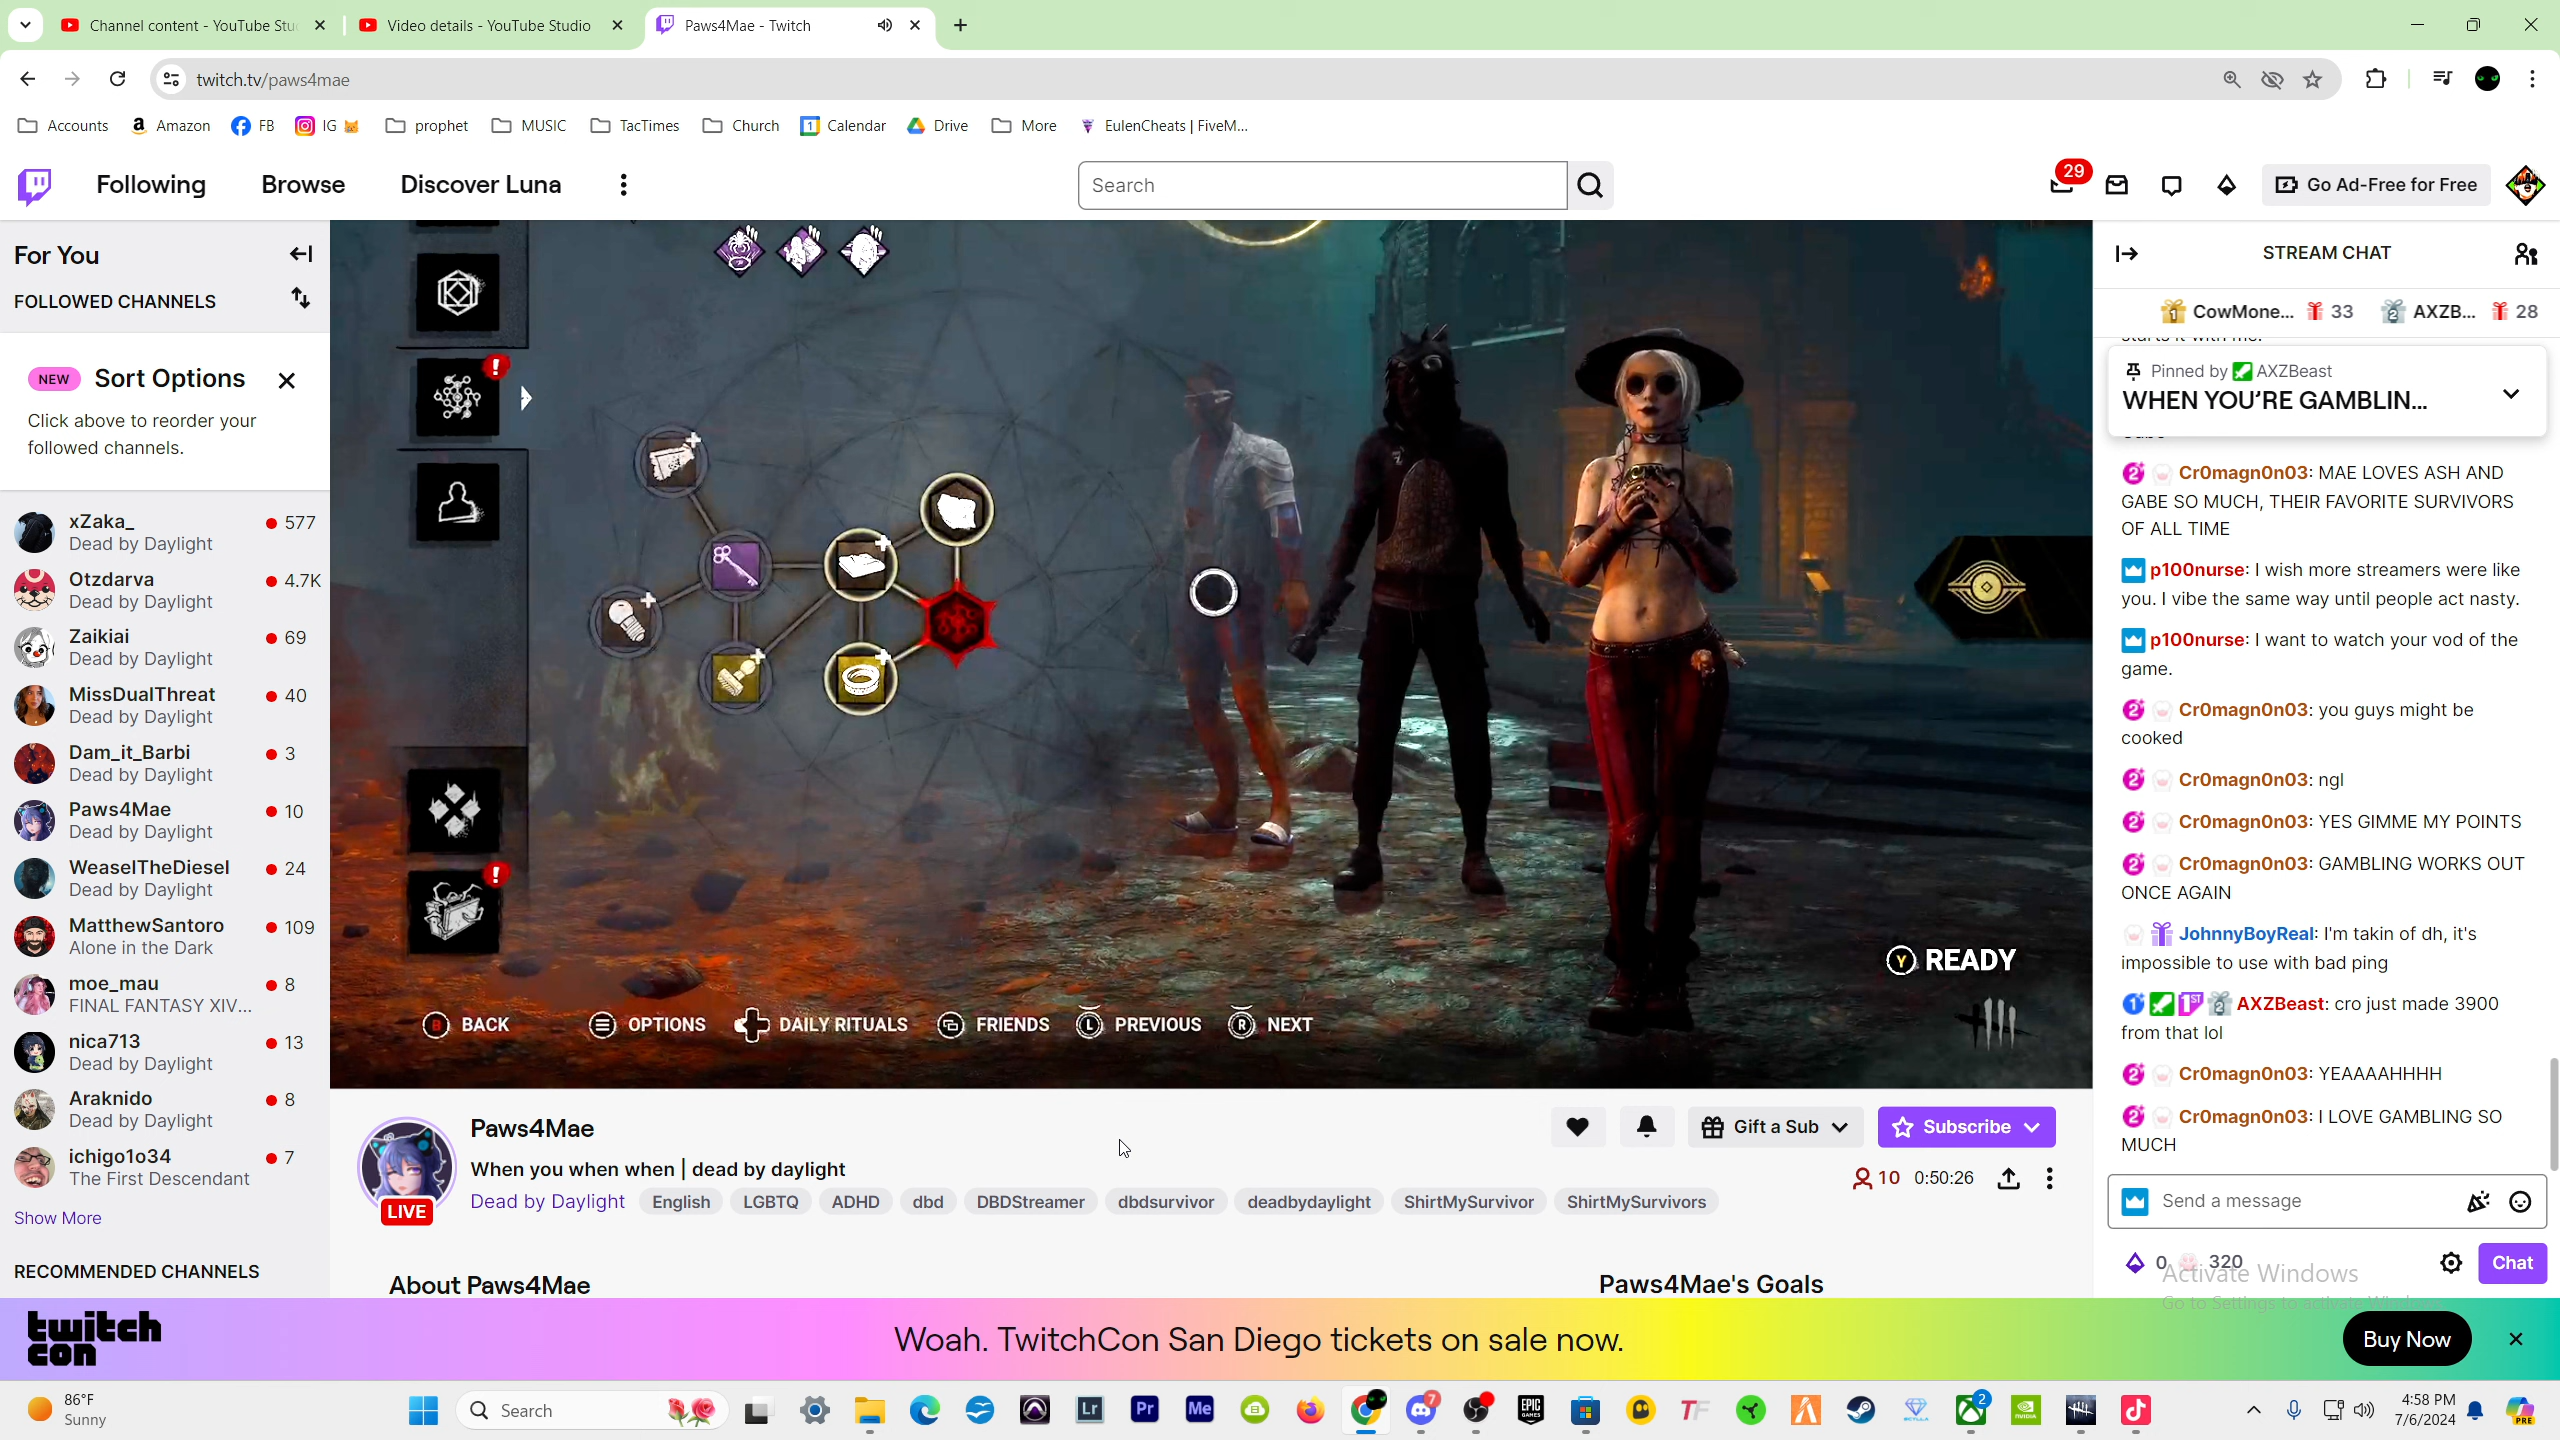 Channel content - YouTube Stu
Video details - YouTube Studio
Paws4Mae - Twitch
twitch.tv/paws4mae
Accounts
Amazon
FB
IG
prophet
MUSIC
TacTimes
Church
Calendar
Drive
More
EulenCheats | FiveM...
Following
Browse
Discover Luna
Search
29
Go Ad-Free for Free
For You
FOLLOWED CHANNELS
NEW Sort Options
Click above to reorder your
followed channels.
xZaka_ 577
Dead by Daylight
Otzdarva 4.7K
Dead by Daylight
Zaikiai 69
Dead by Daylight
MissDualThreat 40
Dead by Daylight
Dam_it_Barbi 3
Dead by Daylight
Paws4Mae 10
Dead by Daylight
WeaselTheDiesel 24
Dead by Daylight
MatthewSantoro 109
Alone in the Dark
moe_mau 8
FINAL FANTASY XIV...
nica713 13
Dead by Daylight
Araknido 8
Dead by Daylight
ichigo1o34 7
The First Descendant
Show More
RECOMMENDED CHANNELS
READY
BACK
OPTIONS
DAILY RITUALS
FRIENDS
PREVIOUS
NEXT
Paws4Mae
When you when when | dead by daylight
Dead by Daylight English LGBTQ ADHD dbd DBDStreamer dbdsurvivor deadbydaylight ShirtMySurvivor ShirtMySurvivors
LIVE
Gift a Sub
Subscribe
10 0:50:26
About Paws4Mae
Paws4Mae's Goals
STREAM CHAT
CowMone... 33
AXZB... 28
Pinned by AXZBeast
WHEN YOU'RE GAMBLIN...
Cr0magn0n03: MAE LOVES ASH AND
GABE SO MUCH, THEIR FAVORITE SURVIVORS
OF ALL TIME
p100nurse: I wish more streamers were like
you. I vibe the same way until people act nasty.
p100nurse: I want to watch your vod of the
game.
Cr0magn0n03: you guys might be
cooked
Cr0magn0n03: ngl
Cr0magn0n03: YES GIMME MY POINTS
Cr0magn0n03: GAMBLING WORKS OUT
ONCE AGAIN
JohnnyBoyReal: I'm takin of dh, it's
impossible to use with bad ping
AXZBeast: cro just made 3900
from that lol
Cr0magn0n03: YEAAAAHHHH
Cr0magn0n03: I LOVE GAMBLING SO
MUCH
Send a message
0 320
Chat
Activate Windows
twitch
con
Woah. TwitchCon San Diego tickets on sale now.
Buy Now
86°F
Sunny
Search
Lr
Pr
Me
7
EPIC
GAMES
TF
2
4:58 PM
7/6/2024
PRE